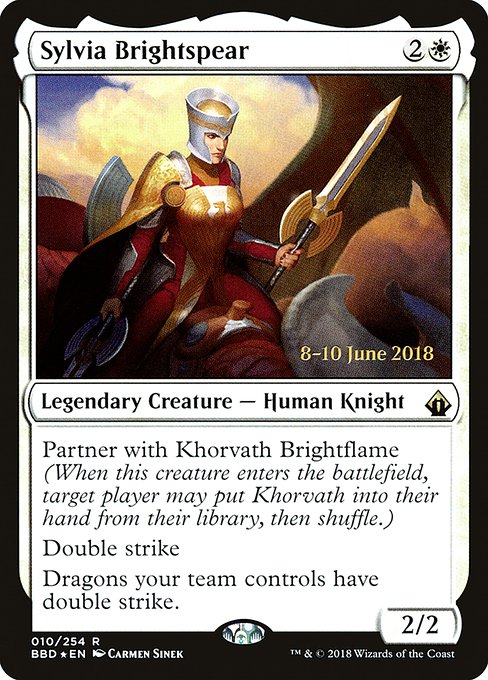 Sylvia Brightspear 2
8–10 June 2018
Legendary Creature — Human Knight
Partner with Khorvath Brightflame
(When this creature enters the battlefield,
target player may put Khorvath into their
hand from their library, then shuffle.)
Double strike
Dragons your team controls have
double strike.
2/2
010/254 R
BBD ★ EN Carmen Sinek
™ & © 2018 Wizards of the Coast